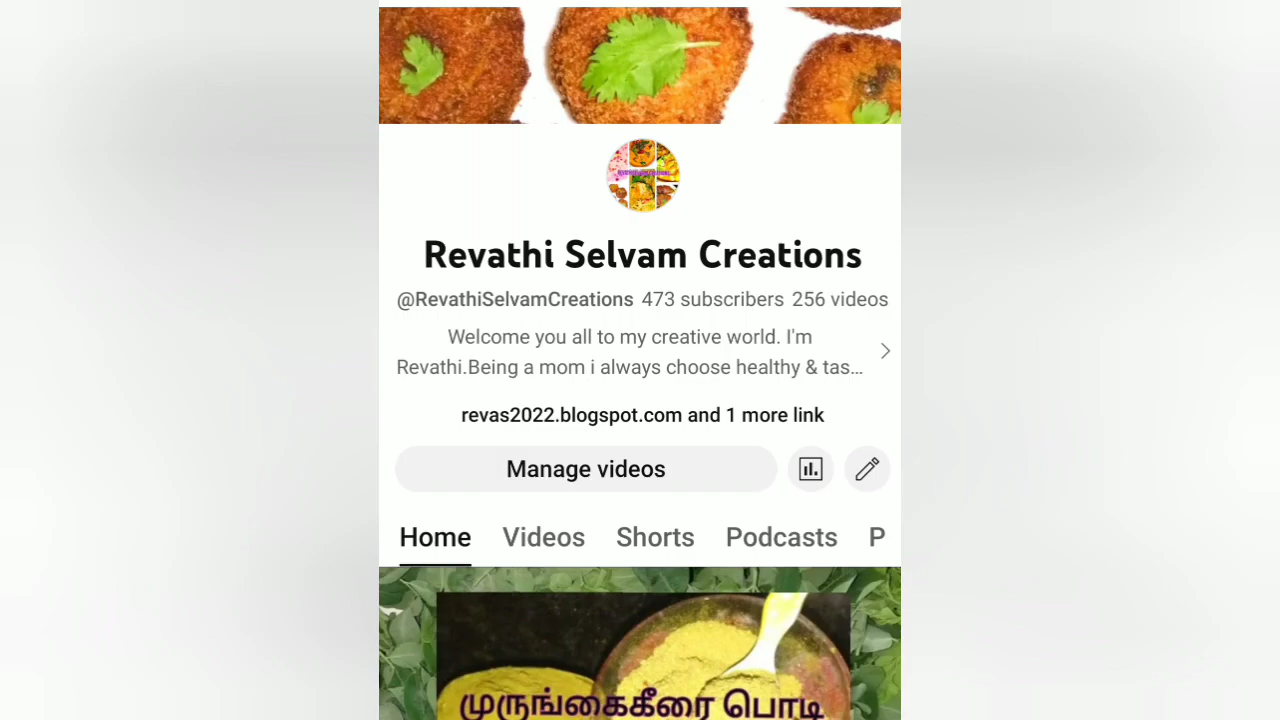 Revathi Selvam Creations
@RevathiSelvamCreations 473 subscribers 256 videos
Welcome you all to my creative world. I'm
Revathi.Being a mom i always choose healthy & tas...
revas2022.blogspot.com and 1 more link
Manage videos
Home Videos Shorts Podcasts P
முருங்கைகீரை பொடி